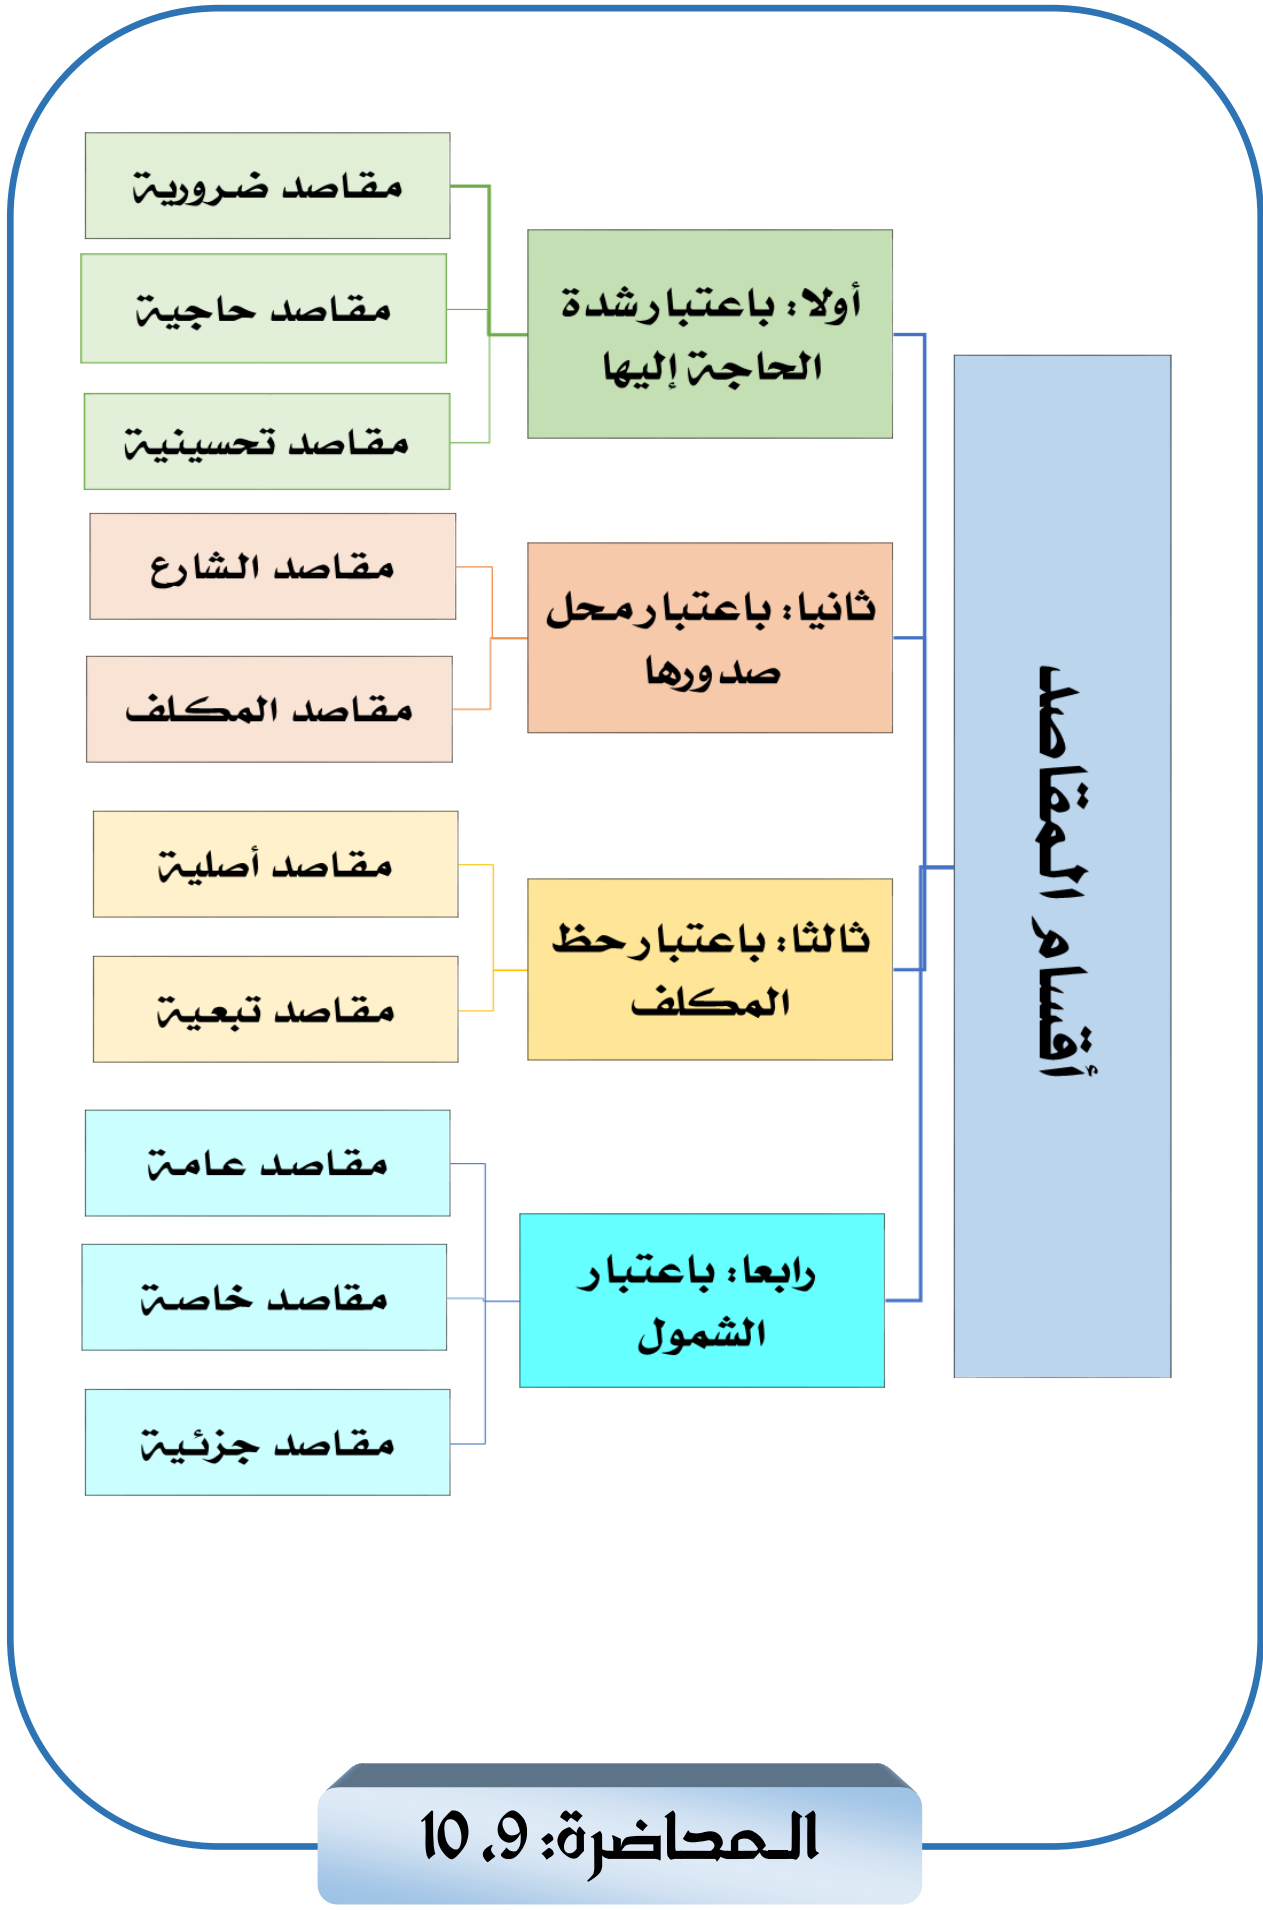 أقسام المقاصد
أولا: باعتبار شدة
الحاجة إليها
مقاصد ضرورية
مقاصد حاجية
مقاصد تحسينية
ثانيا: باعتبار محل
صدورها
مقاصد الشارع
مقاصد المكلف
ثالثا: باعتبار حظ
المكلف
مقاصد أصلية
مقاصد تبعية
رابعا: باعتبار
الشمول
مقاصد عامة
مقاصد خاصة
مقاصد جزئية
المحاضرة: 9، 10